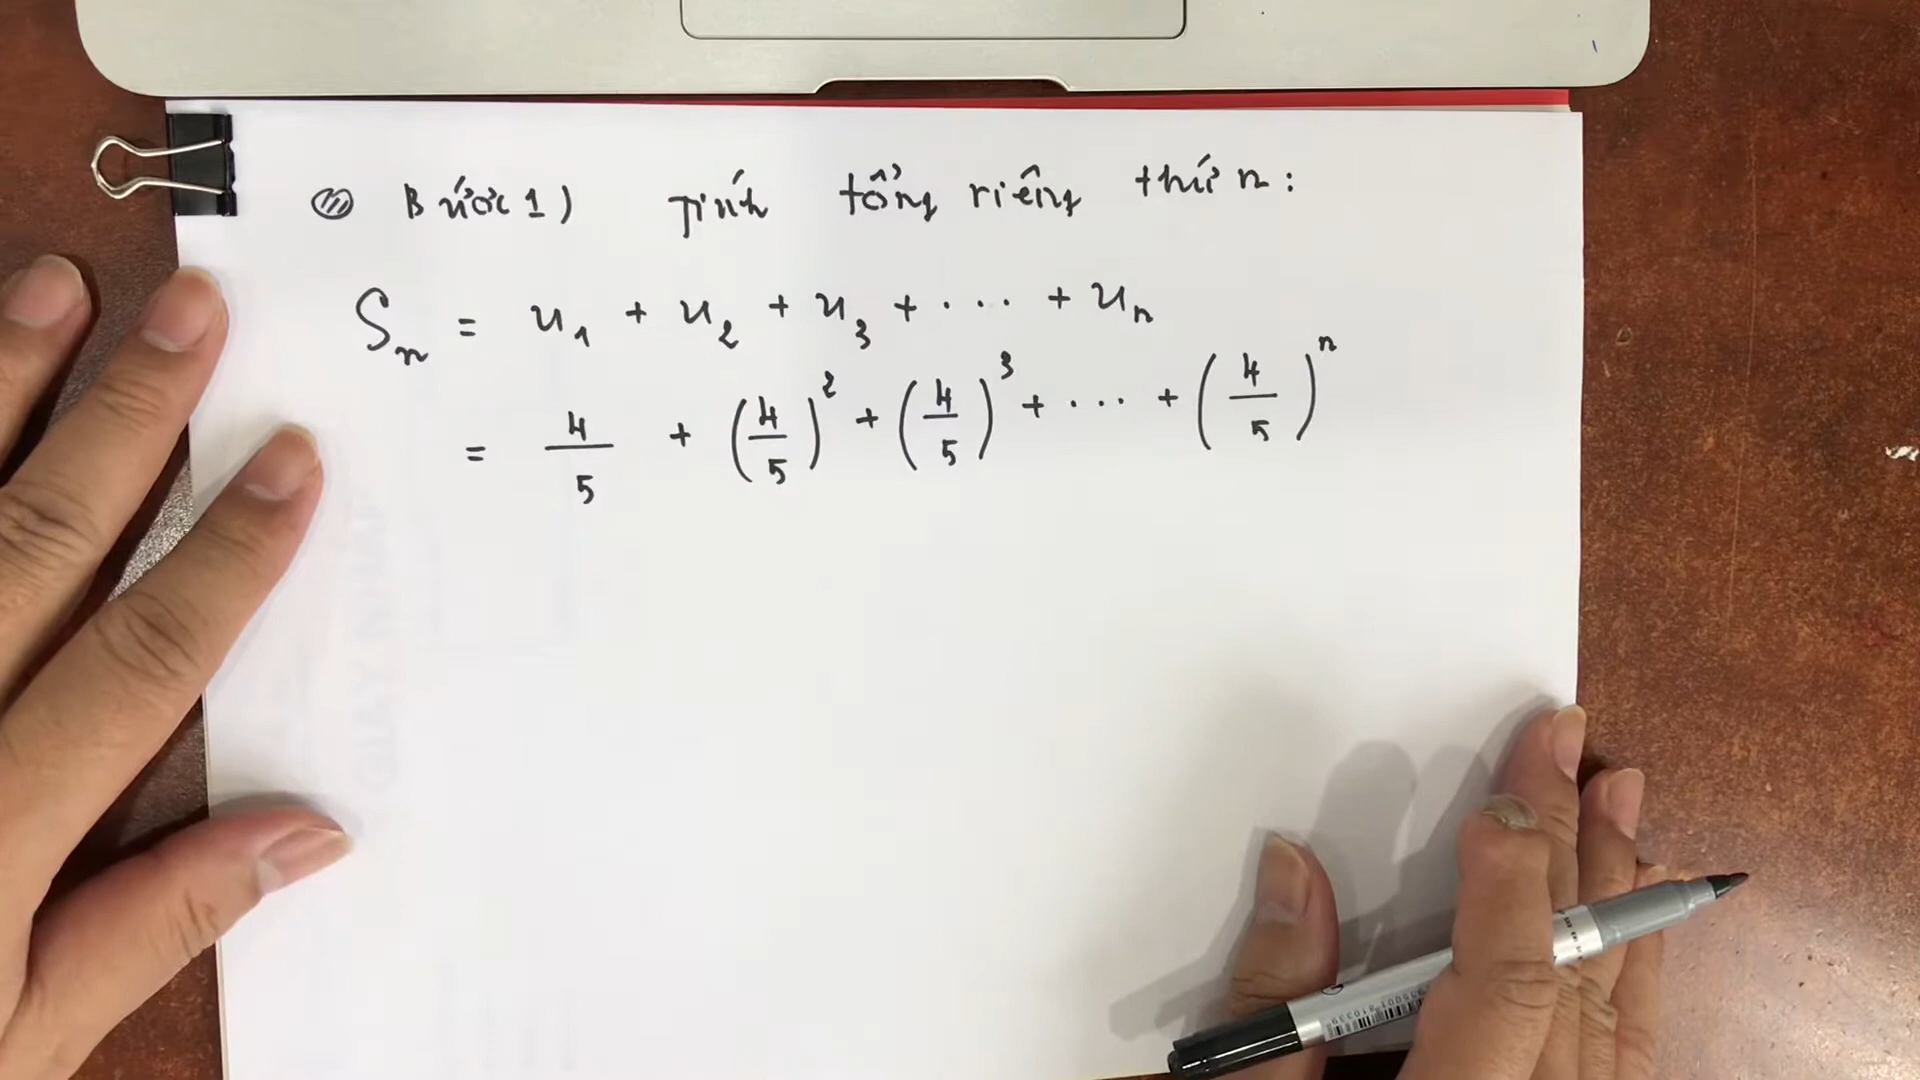 Bước 1) Tính tổng riêng thứ n:
Sₙ = u₁ + u₂ + u₃ + ... + uₙ
= 4/5 + (4/5)² + (4/5)³ + ... + (4/5)ⁿ